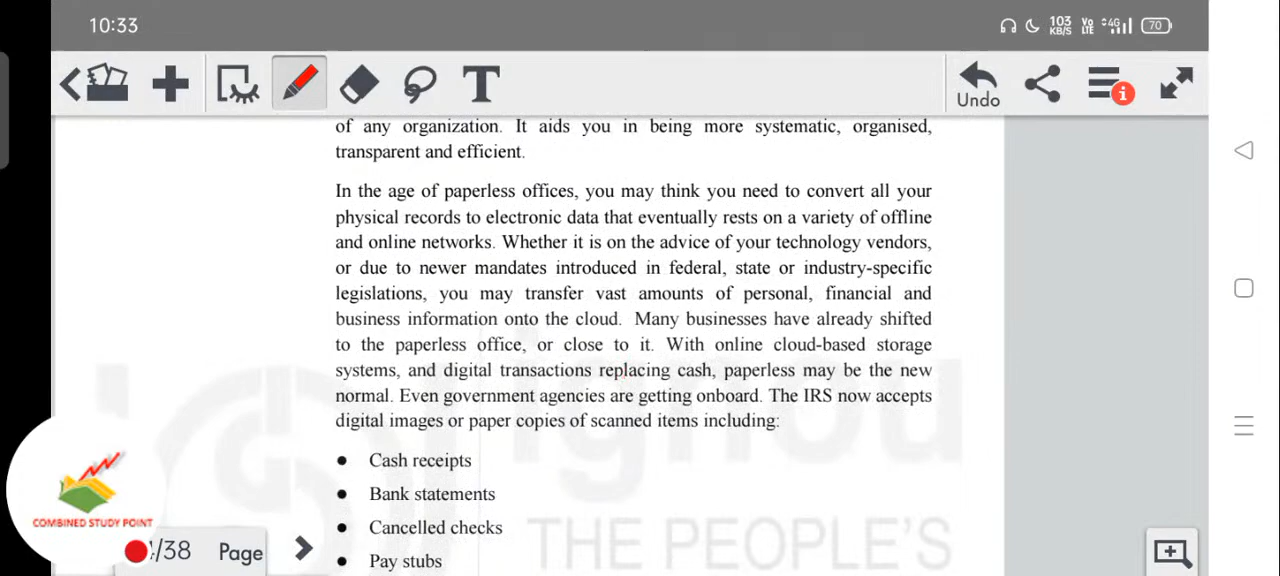 10:33
103 KB/S Vo LTE 4G 70
T
Undo
i
of any organization. It aids you in being more systematic, organised,
transparent and efficient.
In the age of paperless offices, you may think you need to convert all your
physical records to electronic data that eventually rests on a variety of offline
and online networks. Whether it is on the advice of your technology vendors,
or due to newer mandates introduced in federal, state or industry-specific
legislations, you may transfer vast amounts of personal, financial and
business information onto the cloud. Many businesses have already shifted
to the paperless office, or close to it. With online cloud-based storage
systems, and digital transactions replacing cash, paperless may be the new
normal. Even government agencies are getting onboard. The IRS now accepts
digital images or paper copies of scanned items including:
• Cash receipts
• Bank statements
• Cancelled checks
• Pay stubs
ignou
THE PEOPLE'S
COMBINED STUDY POINT
/38 Page